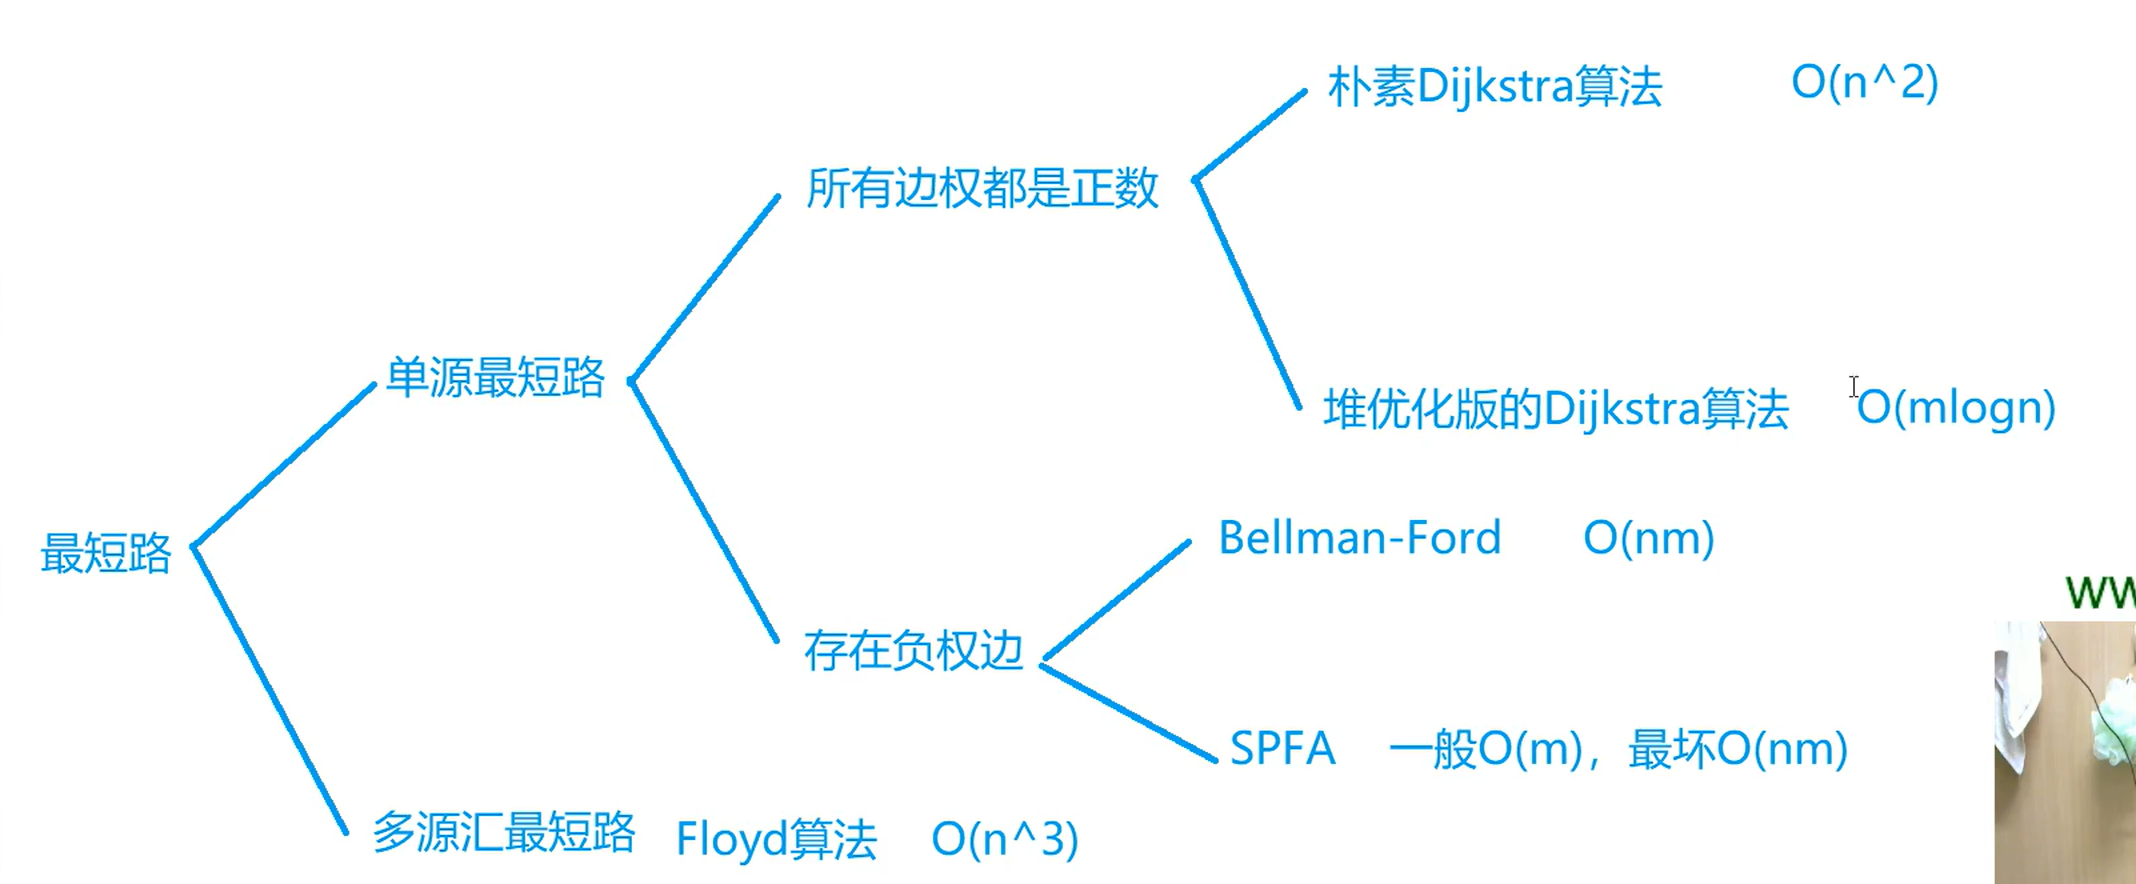 朴素Dijkstra算法 O(n^2)
所有边权都是正数
单源最短路
堆优化版的Dijkstra算法 O(mlogn)
最短路
Bellman-Ford O(nm)
存在负权边
SPFA 一般O(m)，最坏O(nm)
多源汇最短路 Floyd算法 O(n^3)